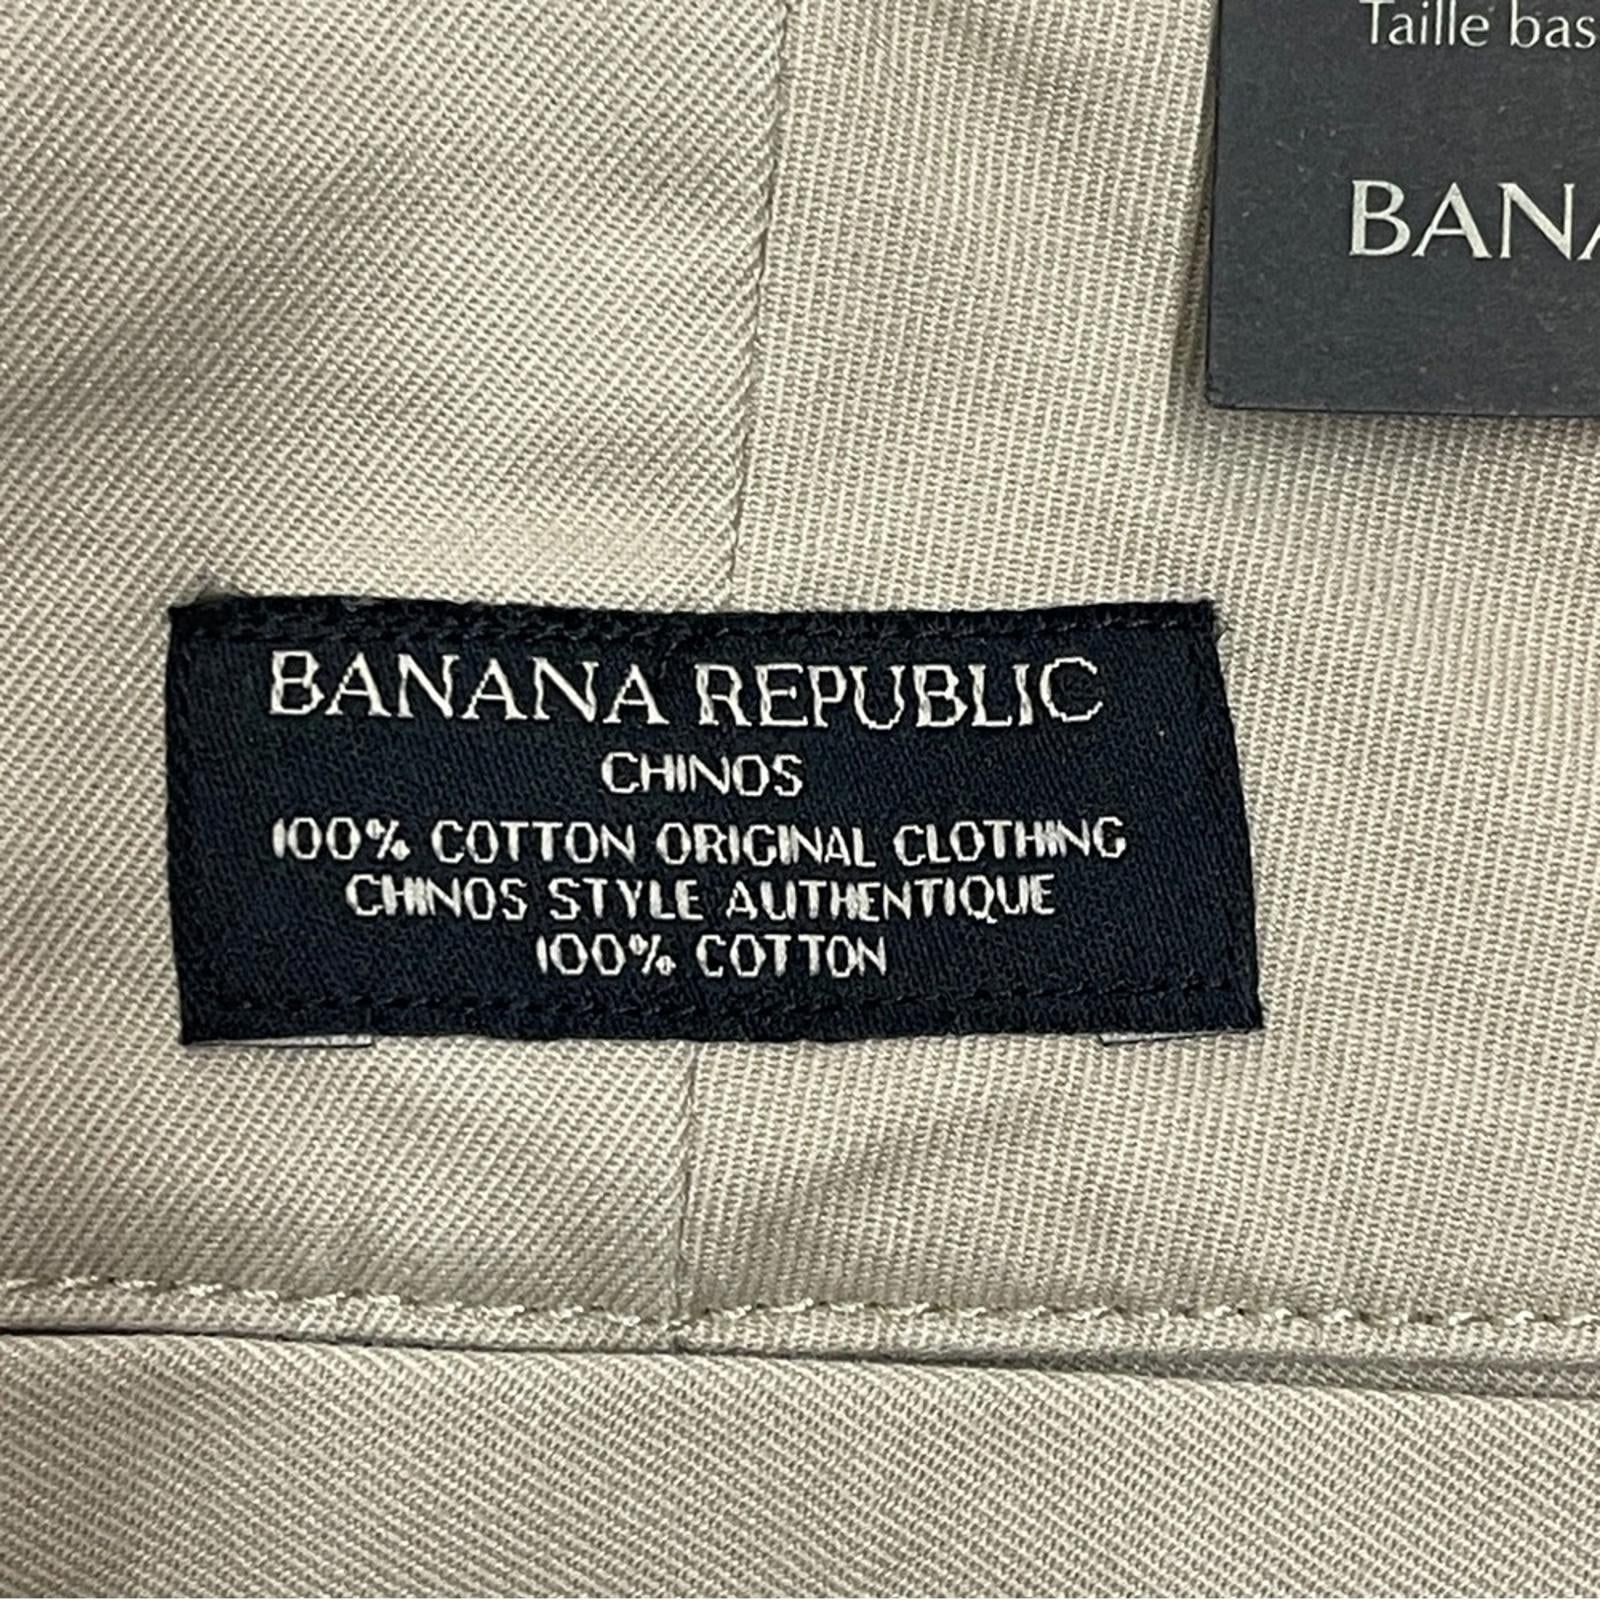 Taille bas
BANA
BANANA REPUBLIC
CHINOS
100% COTTON ORIGINAL CLOTHING
CHINOS STYLE AUTHENTIQUE
100% COTTON